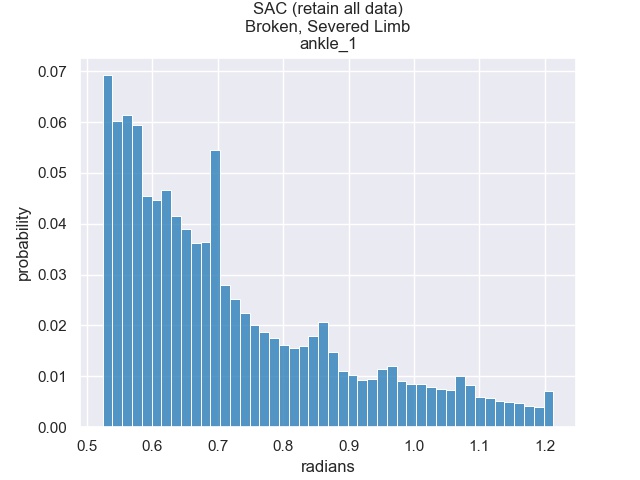 SAC (retain all data)
Broken, Severed Limb
ankle_1
probability
0.07
0.06
0.05
0.04
0.03
0.02
0.01
0.00
0.5 0.6 0.7 0.8 0.9 1.0 1.1 1.2
radians